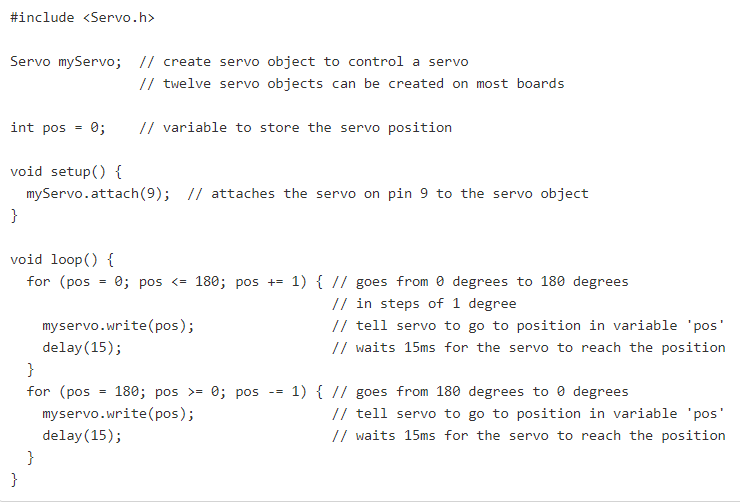 #include <Servo.h>
Servo myServo;  // create servo object to control a servo
                // twelve servo objects can be created on most boards
int pos = 0;    // variable to store the servo position
void setup() {
  myServo.attach(9);  // attaches the servo on pin 9 to the servo object
}
void loop() {
  for (pos = 0; pos <= 180; pos += 1) { // goes from 0 degrees to 180 degrees
                                        // in steps of 1 degree
    myservo.write(pos);                 // tell servo to go to position in variable 'pos'
    delay(15);                          // waits 15ms for the servo to reach the position
  }
  for (pos = 180; pos >= 0; pos -= 1) { // goes from 180 degrees to 0 degrees
    myservo.write(pos);                 // tell servo to go to position in variable 'pos'
    delay(15);                          // waits 15ms for the servo to reach the position
  }
}